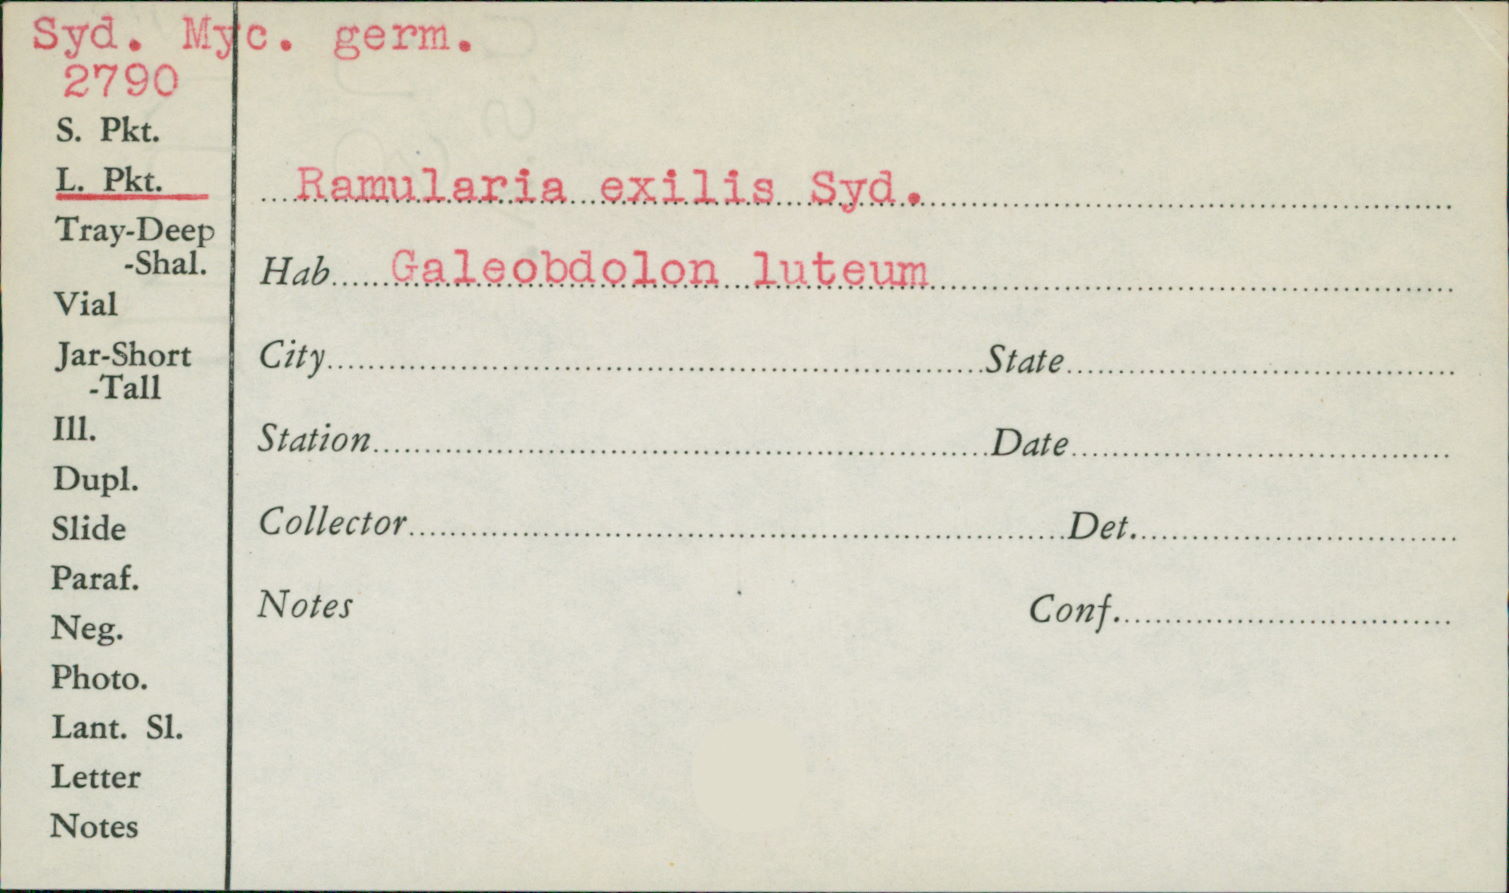 Syd. Myc. germ.
2790
S. Pkt.
L. Pkt.
Tray-Deep
-Shal.
Vial
Jar-Short
-Tall
Ill.
Dupl.
Slide
Paraf.
Neg.
Photo.
Lant. Sl.
Letter
Notes
Ramularia exilis Syd.
Hab. Galeobdolon luteum
City State
Station Date
Collector Det.
Notes Conf.